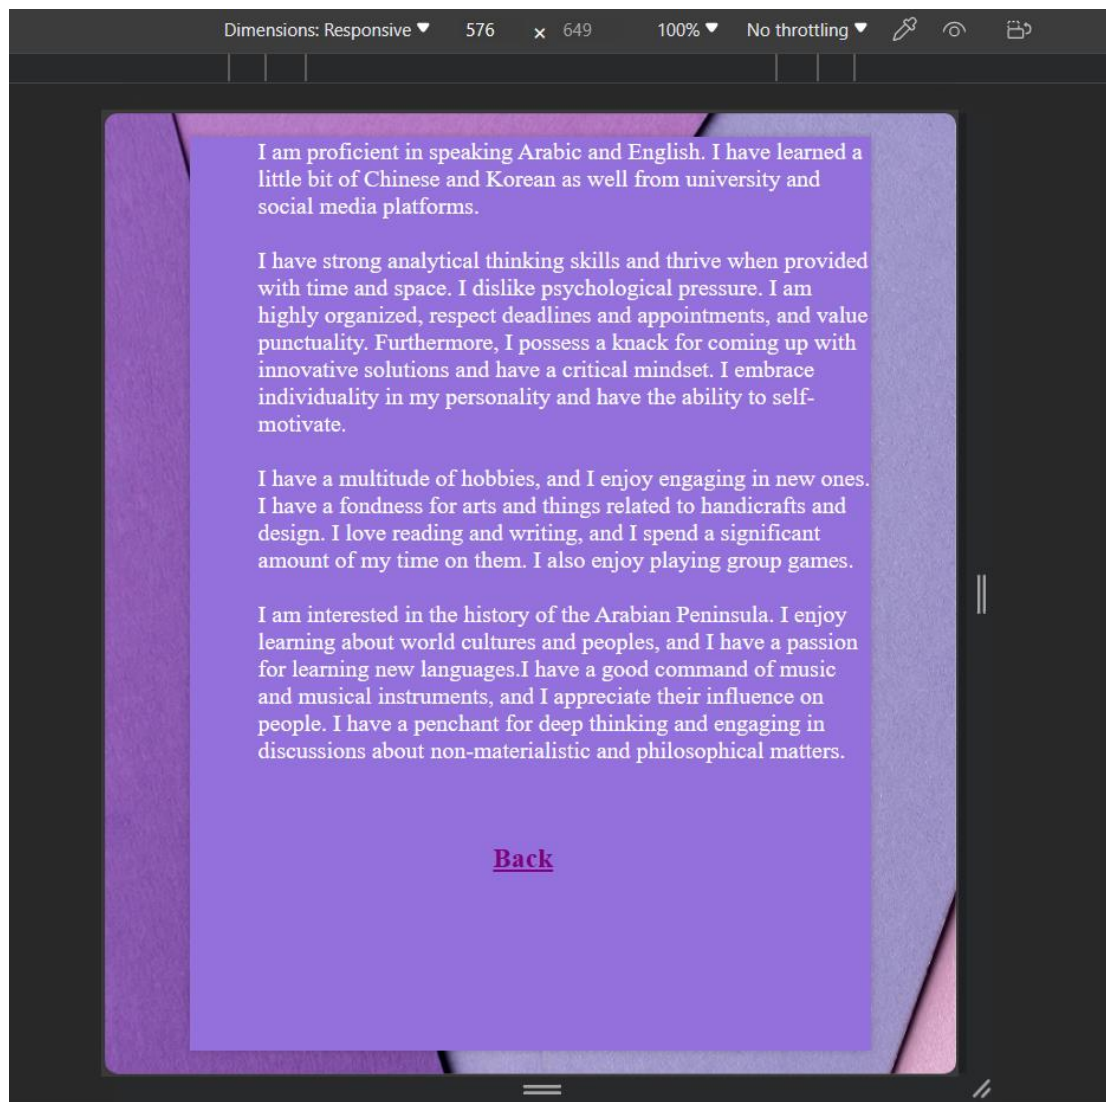 Dimensions: Responsive 576 × 649 100% No throttling
I am proficient in speaking Arabic and English. I have learned a
little bit of Chinese and Korean as well from university and
social media platforms.
I have strong analytical thinking skills and thrive when provided
with time and space. I dislike psychological pressure. I am
highly organized, respect deadlines and appointments, and value
punctuality. Furthermore, I possess a knack for coming up with
innovative solutions and have a critical mindset. I embrace
individuality in my personality and have the ability to self-
motivate.
I have a multitude of hobbies, and I enjoy engaging in new ones.
I have a fondness for arts and things related to handicrafts and
design. I love reading and writing, and I spend a significant
amount of my time on them. I also enjoy playing group games.
I am interested in the history of the Arabian Peninsula. I enjoy
learning about world cultures and peoples, and I have a passion
for learning new languages.I have a good command of music
and musical instruments, and I appreciate their influence on
people. I have a penchant for deep thinking and engaging in
discussions about non-materialistic and philosophical matters.
Back